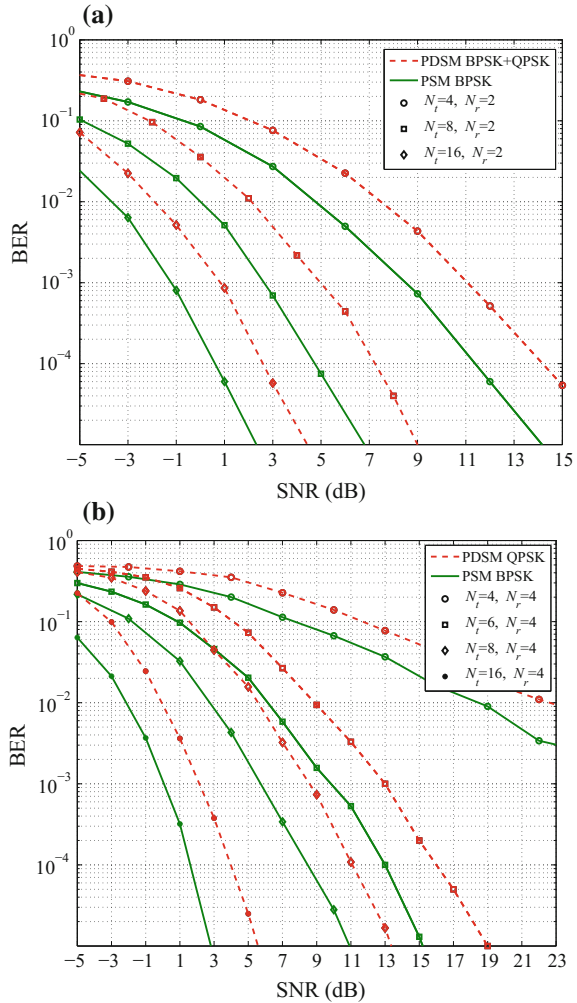 (a)
10^0
10^-1
10^-2
10^-3
10^-4
BER
PDSM BPSK+QPSK
PSM BPSK
N_t=4, N_r=2
N_t=8, N_r=2
N_t=16, N_r=2
−5 −3 −1 1 3 5 7 9 11 13 15
SNR (dB)
(b)
10^0
10^-1
10^-2
10^-3
10^-4
BER
PDSM QPSK
PSM BPSK
N_t=4, N_r=4
N_t=6, N_r=4
N_t=8, N_r=4
N_t=16, N_r=4
−5 −3 −1 1 3 5 7 9 11 13 15 17 19 21 23
SNR (dB)